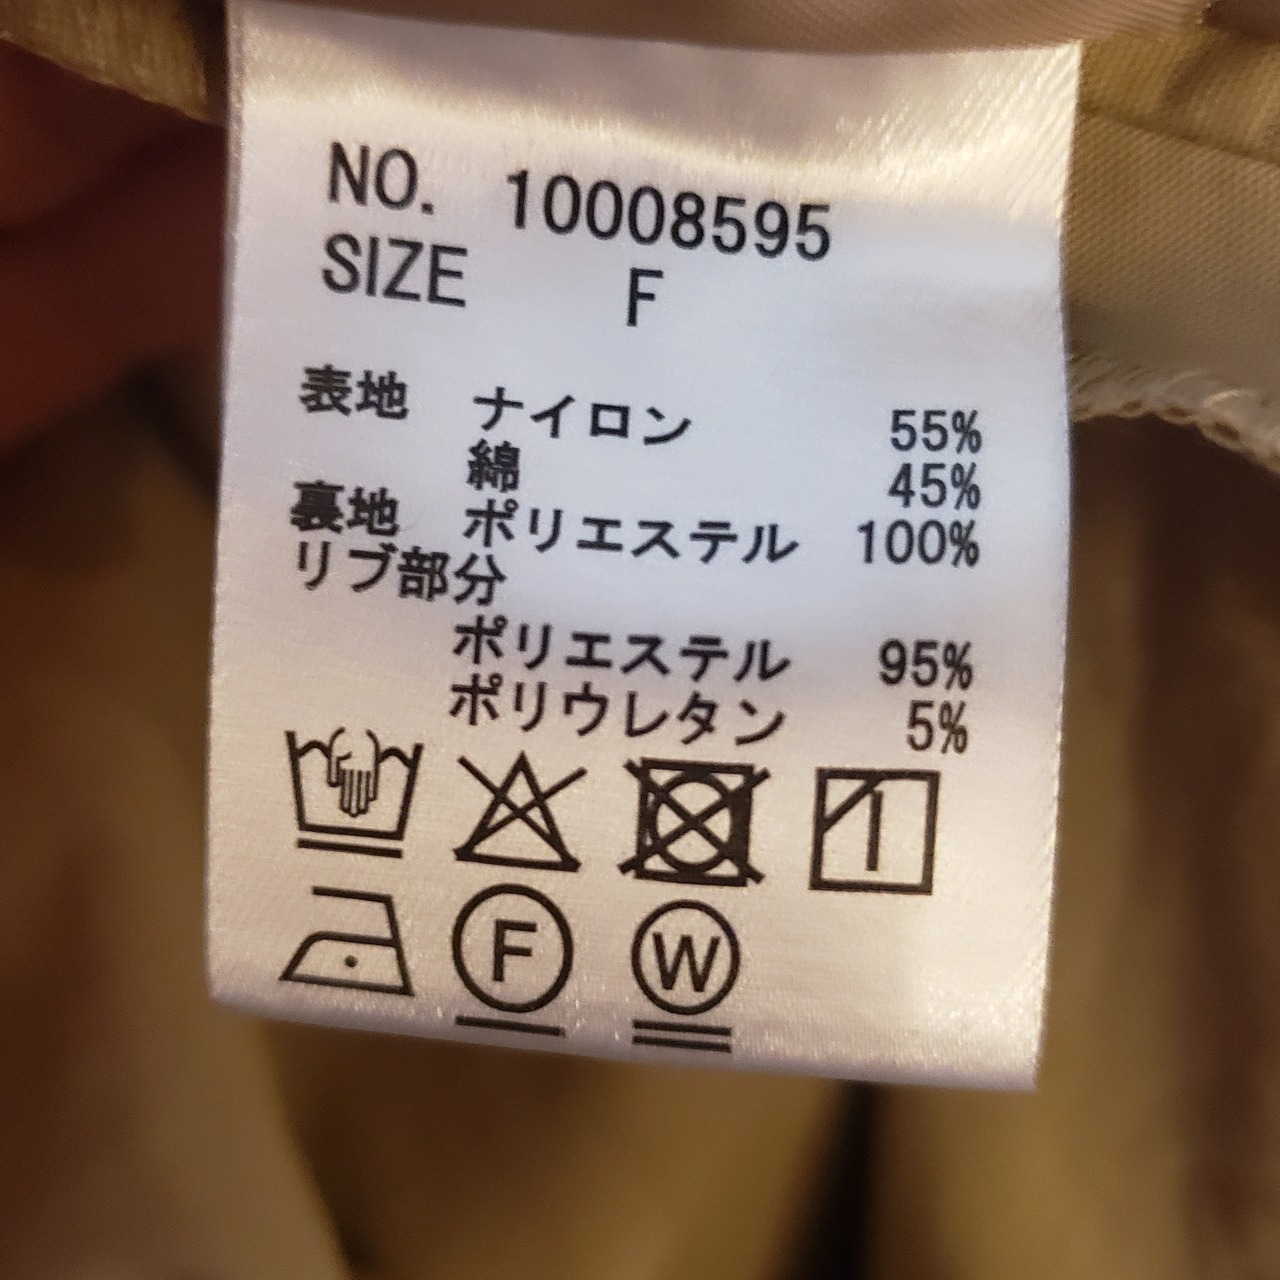 NO. 10008595
SIZE F
表地 ナイロン 55%
綿 45%
裏地 ポリエステル 100%
リブ部分
ポリエステル 95%
ポリウレタン 5%
F W